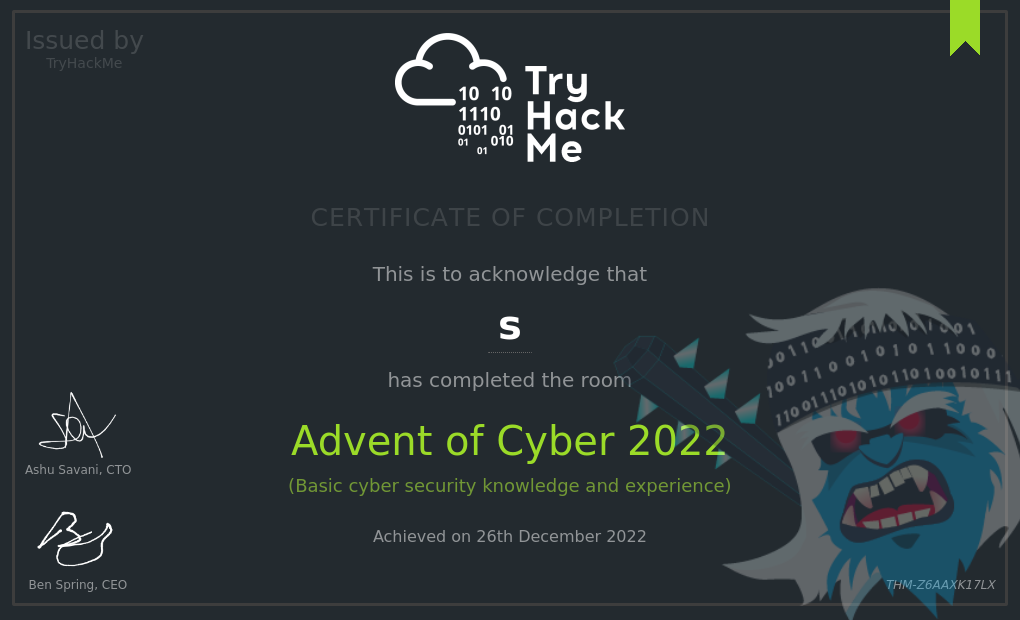 Issued by
TryHackMe
10 10
1110
0101 01
01 010
01
Try
Hack
Me
CERTIFICATE OF COMPLETION
This is to acknowledge that
s
has completed the room
Advent of Cyber 2022
(Basic cyber security knowledge and experience)
Achieved on 26th December 2022
Ashu Savani, CTO
Ben Spring, CEO
THM-Z6AAXK17LX